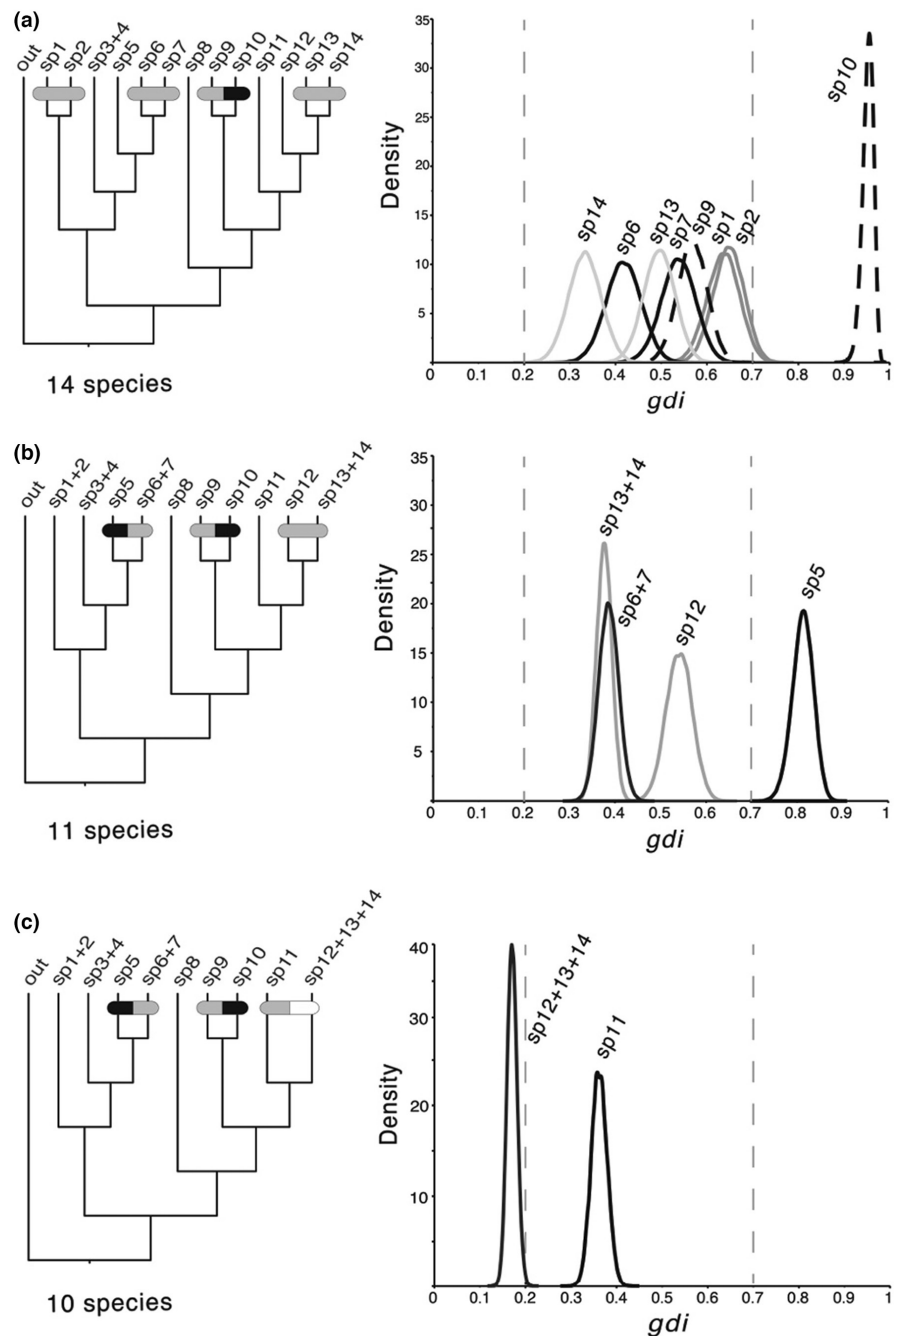 (a)
out sp1 sp2 sp3+4 sp5 sp6 sp7 sp8 sp9 sp10 sp11 sp12 sp13 sp14
14 species
Density
35
30
25
20
15
10
5
sp14 sp6 sp13 sp7 sp9 sp1 sp2 sp10
0 0.1 0.2 0.3 0.4 0.5 0.6 0.7 0.8 0.9 1
gdi
(b)
out sp1+2 sp3+4 sp5 sp6+7 sp8 sp9 sp10 sp11 sp12 sp13+14
11 species
Density
35
30
25
20
15
10
5
sp13+14 sp6+7 sp12 sp5
0 0.1 0.2 0.3 0.4 0.5 0.6 0.7 0.8 0.9 1
gdi
(c)
out sp1+2 sp3+4 sp5 sp6+7 sp8 sp9 sp10 sp11 sp12+13+14
10 species
Density
40
30
20
10
sp12+13+14 sp11
0 0.1 0.2 0.3 0.4 0.5 0.6 0.7 0.8 0.9 1
gdi